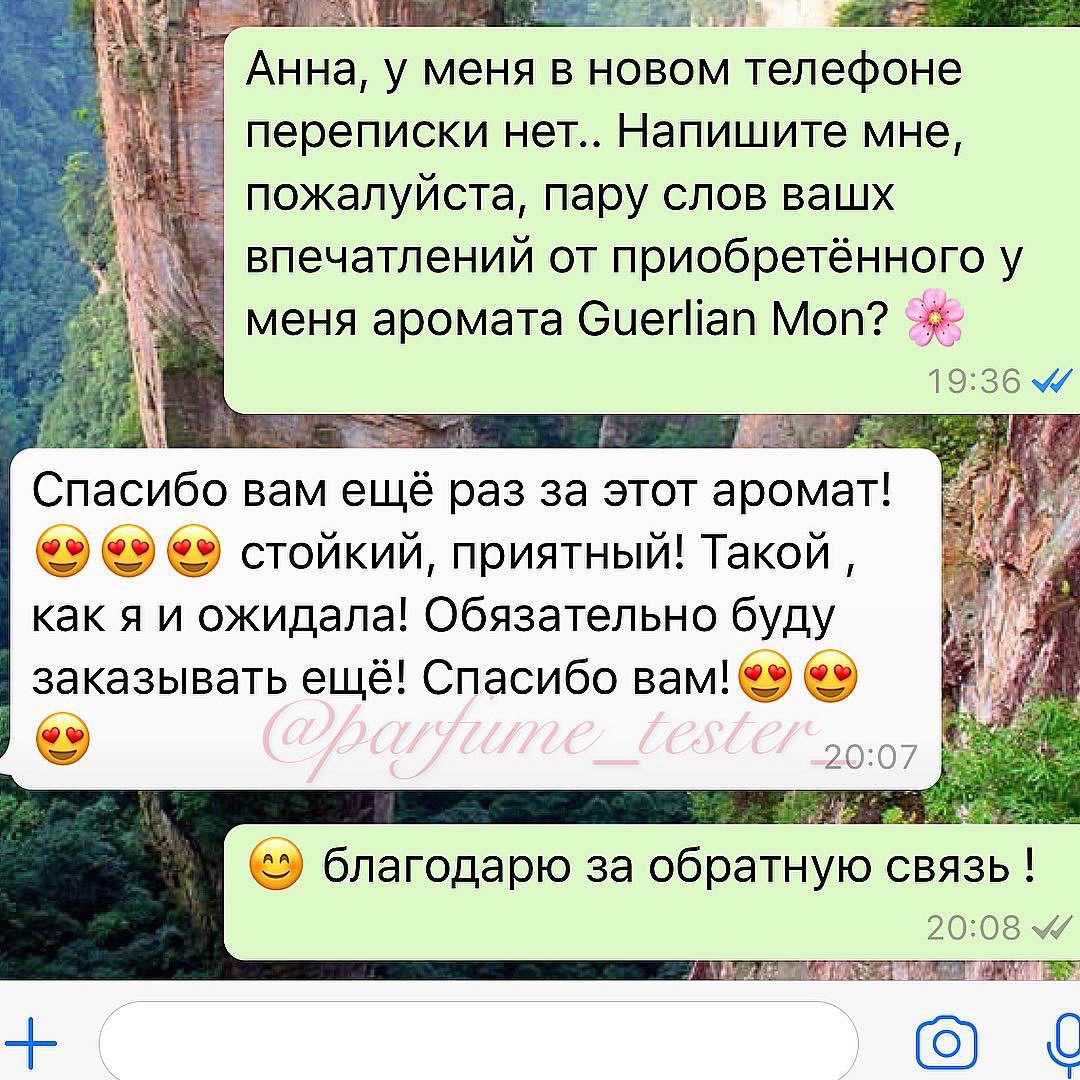 Анна, у меня в новом телефоне
переписки нет.. Напишите мне,
пожалуйста, пару слов вашх
впечатлений от приобретённого у
меня аромата Guerlian Mon? 🌸
19:36
Спасибо вам ещё раз за этот аромат!
😍😍😍 стойкий, приятный! Такой ,
как я и ожидала! Обязательно буду
заказывать ещё! Спасибо вам!😍😍
😍
@parfume_tester_
20:07
😊 благодарю за обратную связь !
20:08